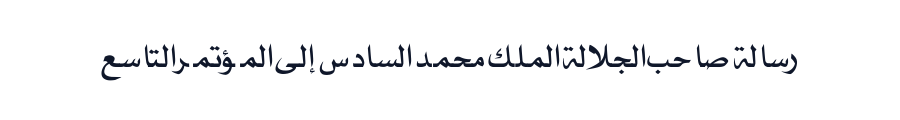 رسالة صاحب الجلالة الملك محمد السادس إلى المؤتمر التاسع